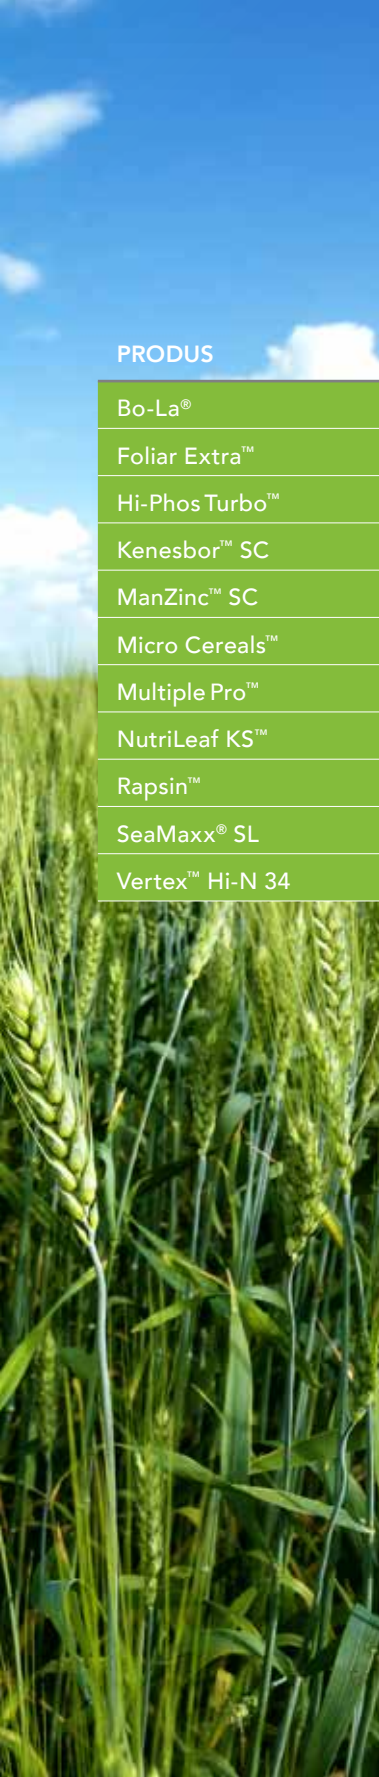 PRODUS
Bo-La®
Foliar Extra™
Hi-Phos Turbo™
Kenesbor™ SC
ManZinc™ SC
Micro Cereals™
Multiple Pro™
NutriLeaf KS™
Rapsin™
SeaMaxx® SL
Vertex™ Hi-N 34